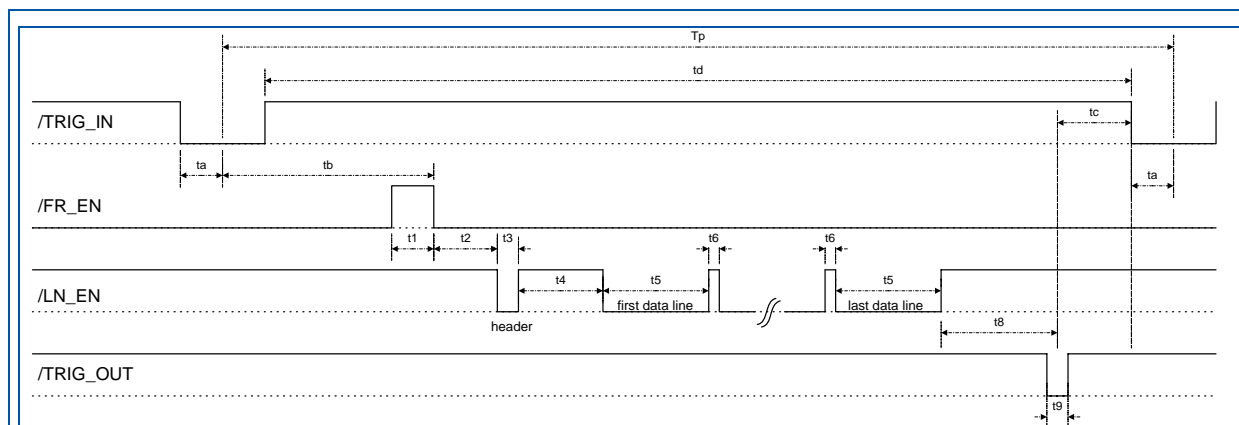 Tp
td
/TRIG_IN
tc
ta
tb
ta
/FR_EN
t1
t2
t3
t6
t6
/LN_EN
t4
t5
t5
first data line
last data line
header
t8
/TRIG_OUT
t9